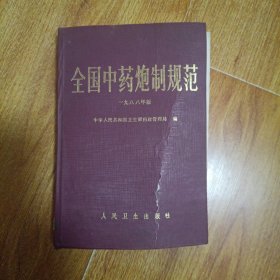 全国中药炮制规范
一九八八年版
中华人民共和国卫生部药政管理局 编
人民卫生出版社